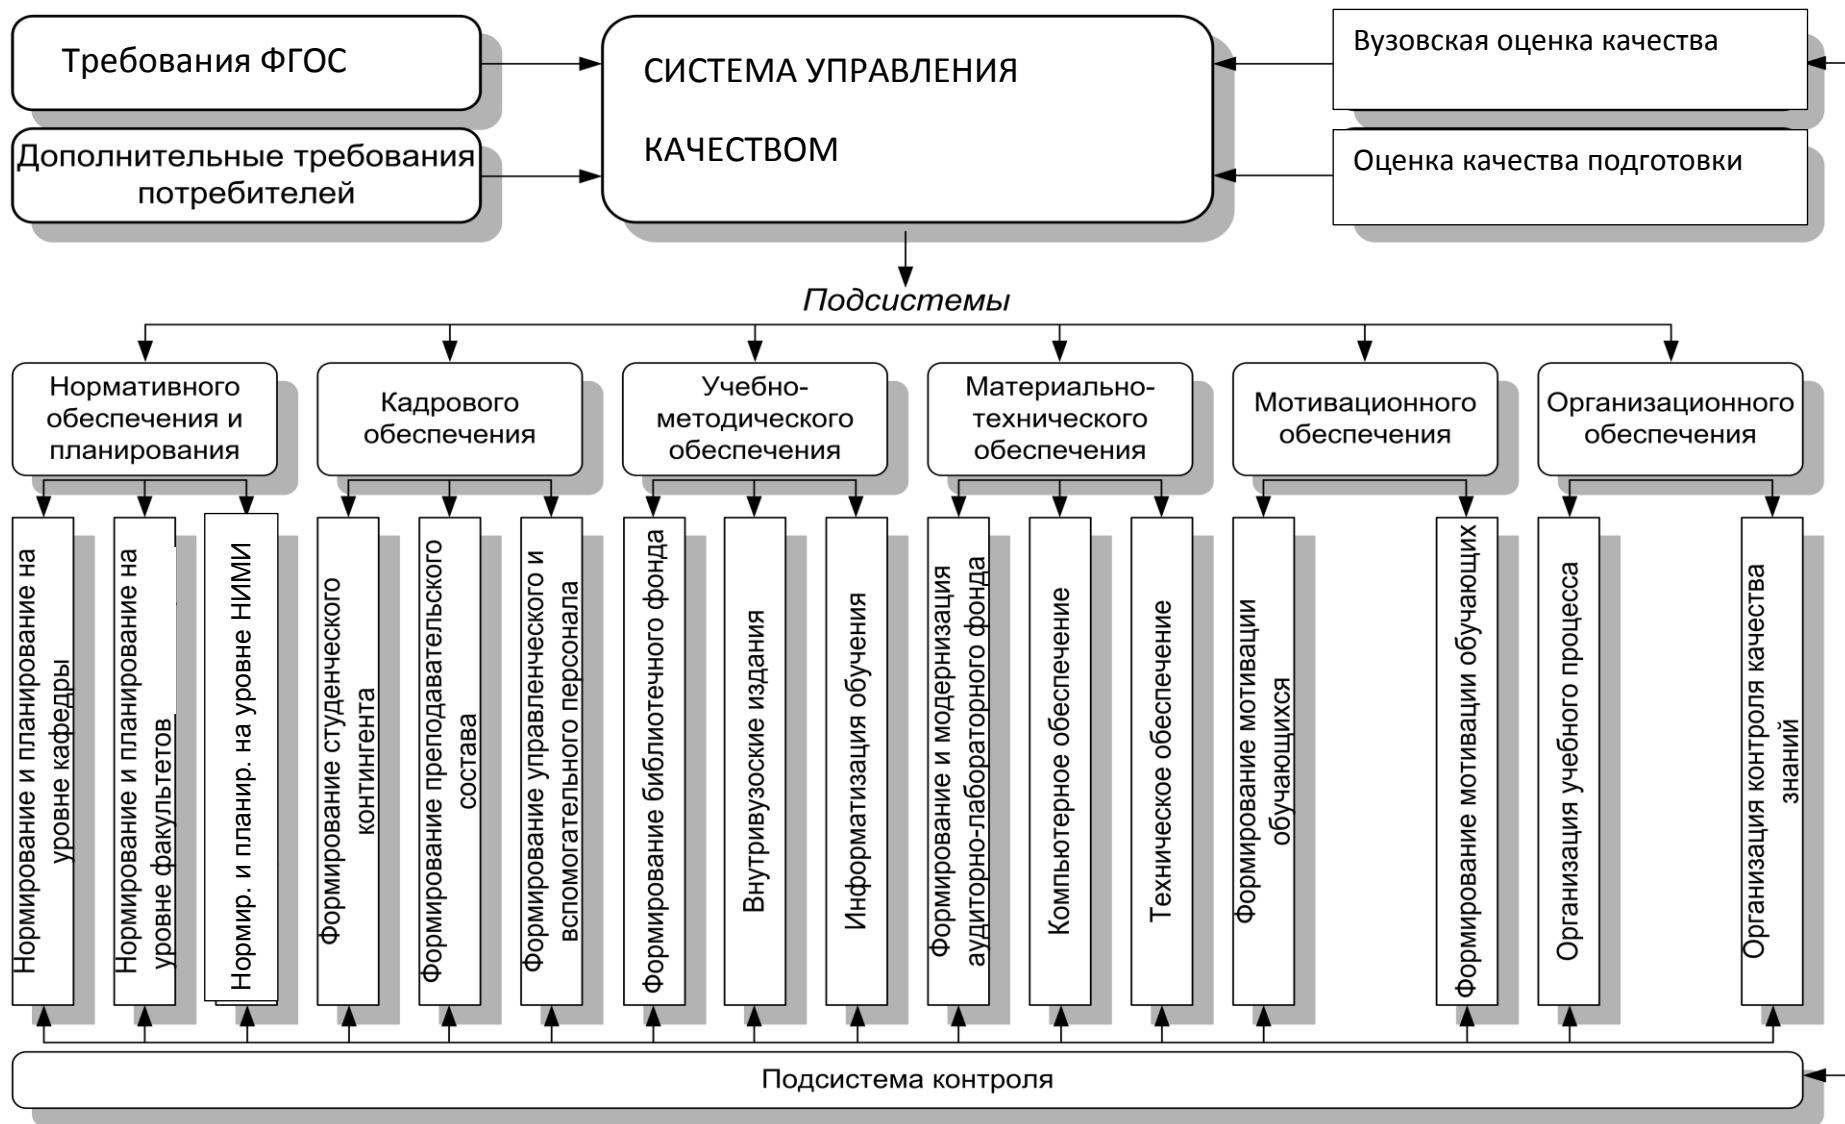 Требования ФГОС
Дополнительные требования
потребителей
СИСТЕМА УПРАВЛЕНИЯ
КАЧЕСТВОМ
Вузовская оценка качества
Оценка качества подготовки
Подсистемы
Нормативного
обеспечения и
планирования
Кадрового
обеспечения
Учебно-
методического
обеспечения
Материально-
технического
обеспечения
Мотивационного
обеспечения
Организационного
обеспечения
Нормирование и планирование на
уровне кафедры
Нормирование и планирование на
уровне факультетов
Нормир. и планир. на уровне НИМИ
Формирование студенческого
контингента
Формирование преподавательского
состава
Формирование управленческого и
вспомогательного персонала
Формирование библиотечного фонда
Внутривузоские издания
Информатизация обучения
Формирование и модернизация
аудиторно-лабораторного фонда
Компьютерное обеспечение
Техническое обеспечение
Формирование мотивации
обучающихся
Формирование мотивации обучающих
Организация учебного процесса
Организация контроля качества
знаний
Подсистема контроля